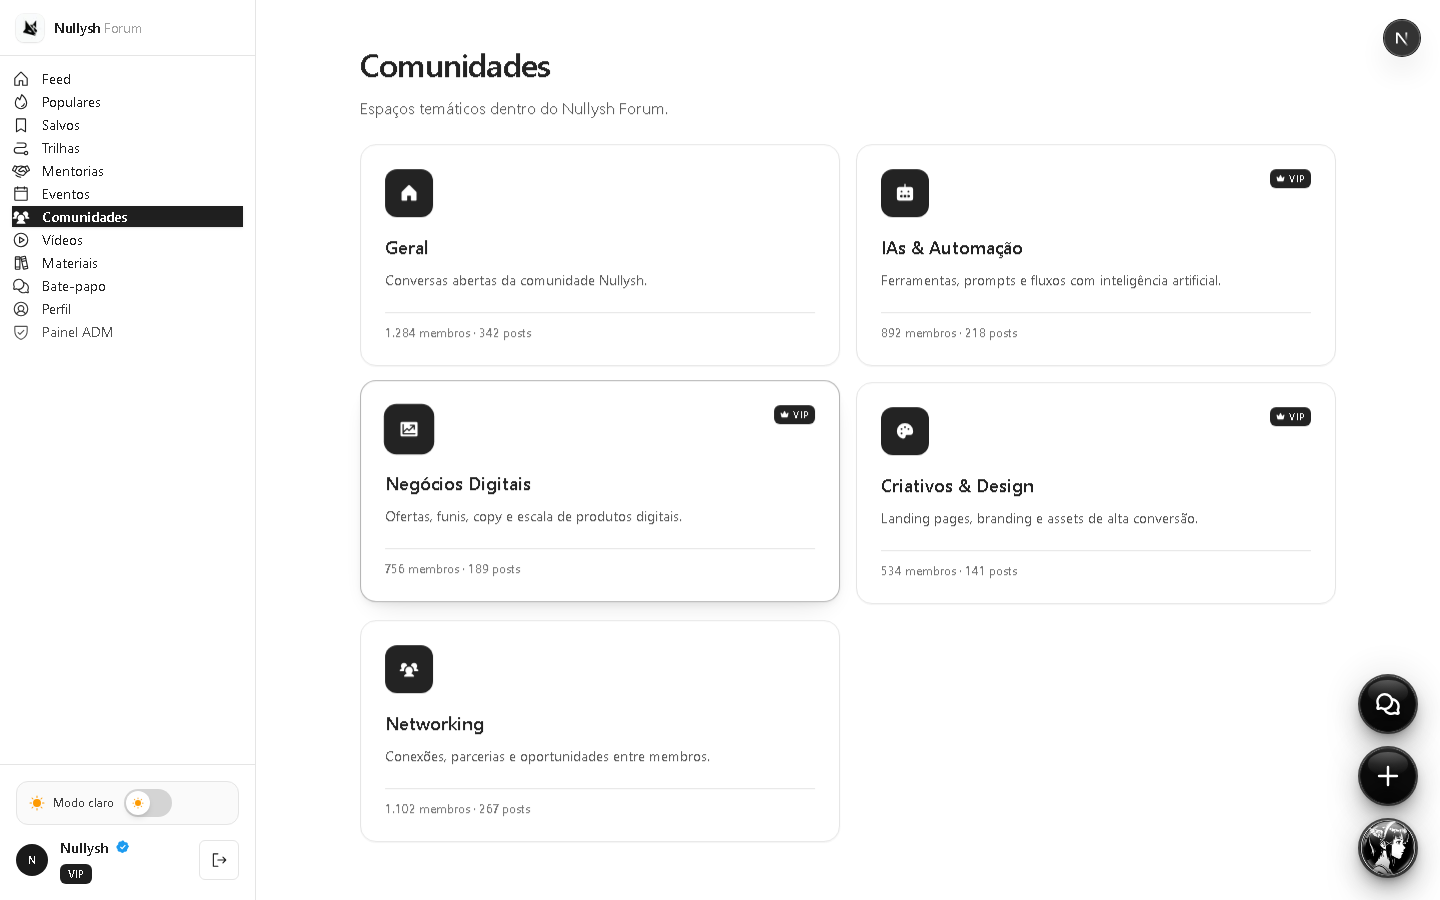 Nullysh Forum
Feed
Populares
Salvos
Trilhas
Mentorias
Eventos
Comunidades
Vídeos
Materiais
Bate-papo
Perfil
Painel ADM
Modo claro
N
Nullysh
VIP
N
Comunidades
Espaços temáticos dentro do Nullysh Forum.
Geral
Conversas abertas da comunidade Nullysh.
1.284 membros · 342 posts
VIP
IAs & Automação
Ferramentas, prompts e fluxos com inteligência artificial.
892 membros · 218 posts
VIP
Negócios Digitais
Ofertas, funis, copy e escala de produtos digitais.
756 membros · 189 posts
VIP
Criativos & Design
Landing pages, branding e assets de alta conversão.
534 membros · 141 posts
Networking
Conexões, parcerias e oportunidades entre membros.
1.102 membros · 267 posts